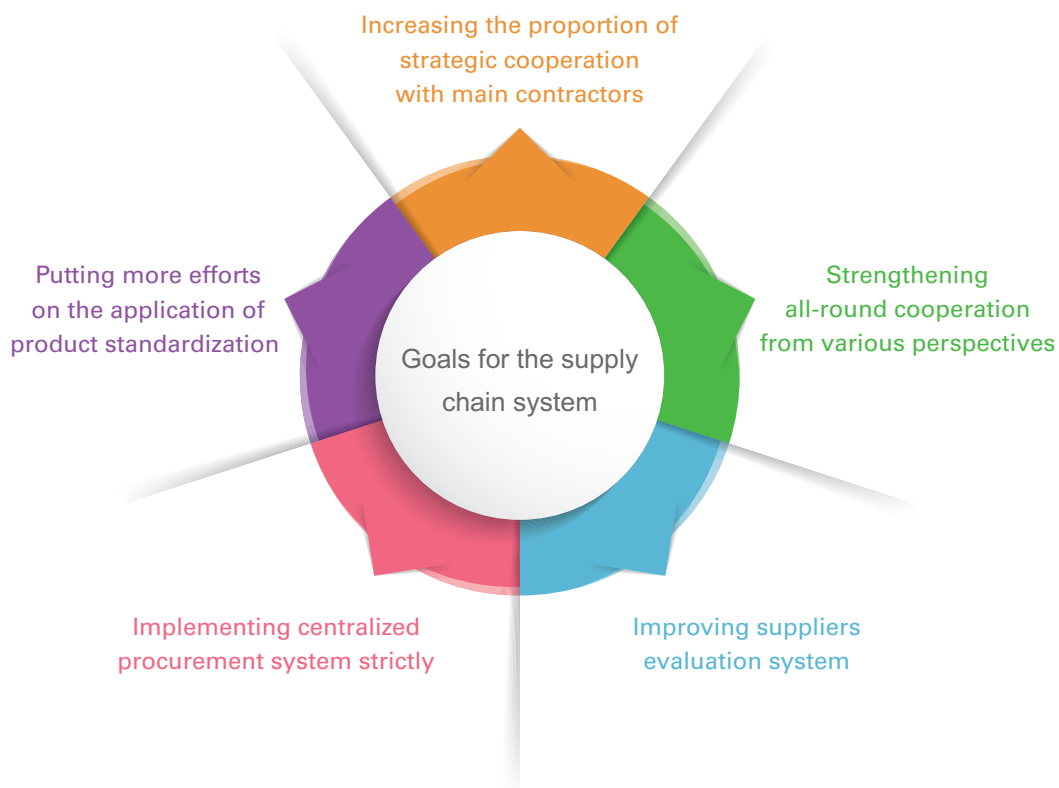 Increasing the proportion of
strategic cooperation
with main contractors
Putting more efforts
on the application of
product standardization
Goals for the supply
chain system
Strengthening
all-round cooperation
from various perspectives
Implementing centralized
procurement system strictly
Improving suppliers
evaluation system